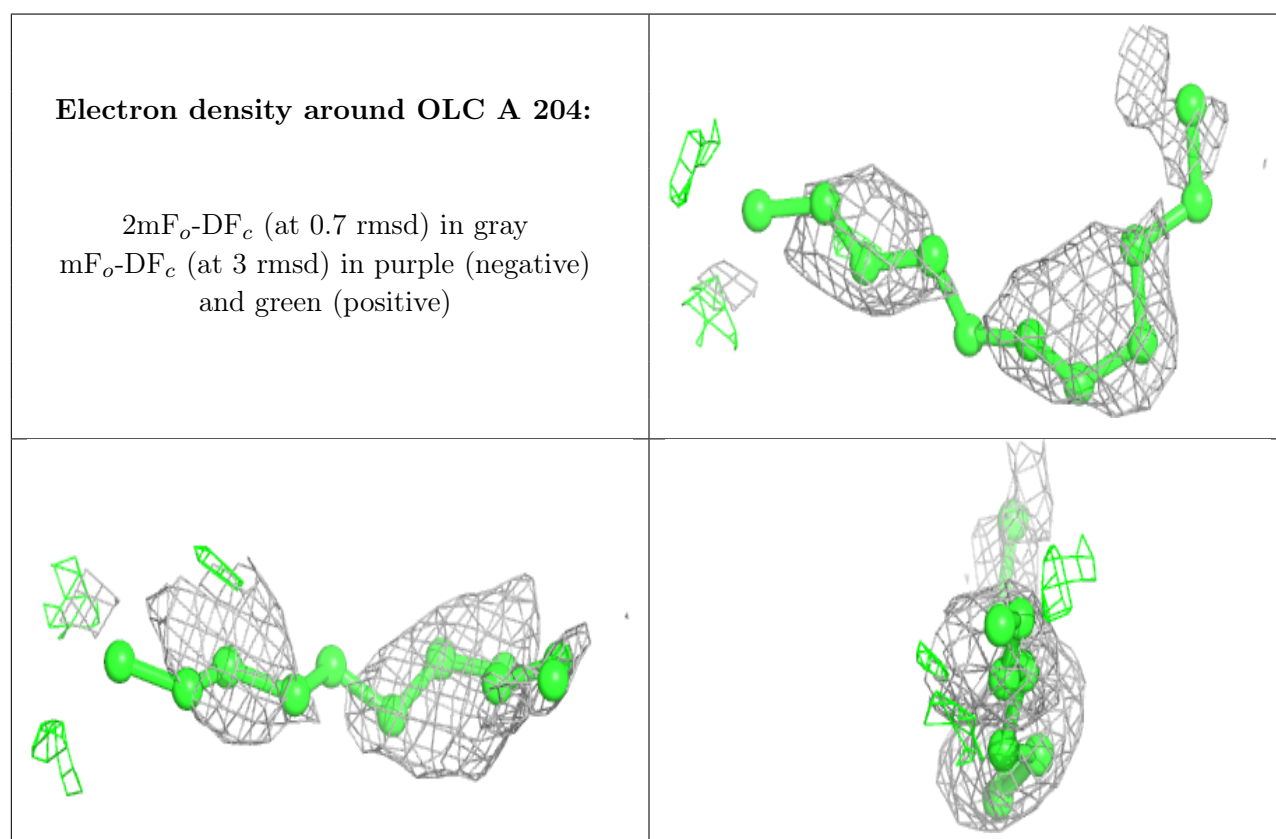 Electron density around OLC A 204:
2mFo-DFc (at 0.7 rmsd) in gray
mFo-DFc (at 3 rmsd) in purple (negative)
and green (positive)